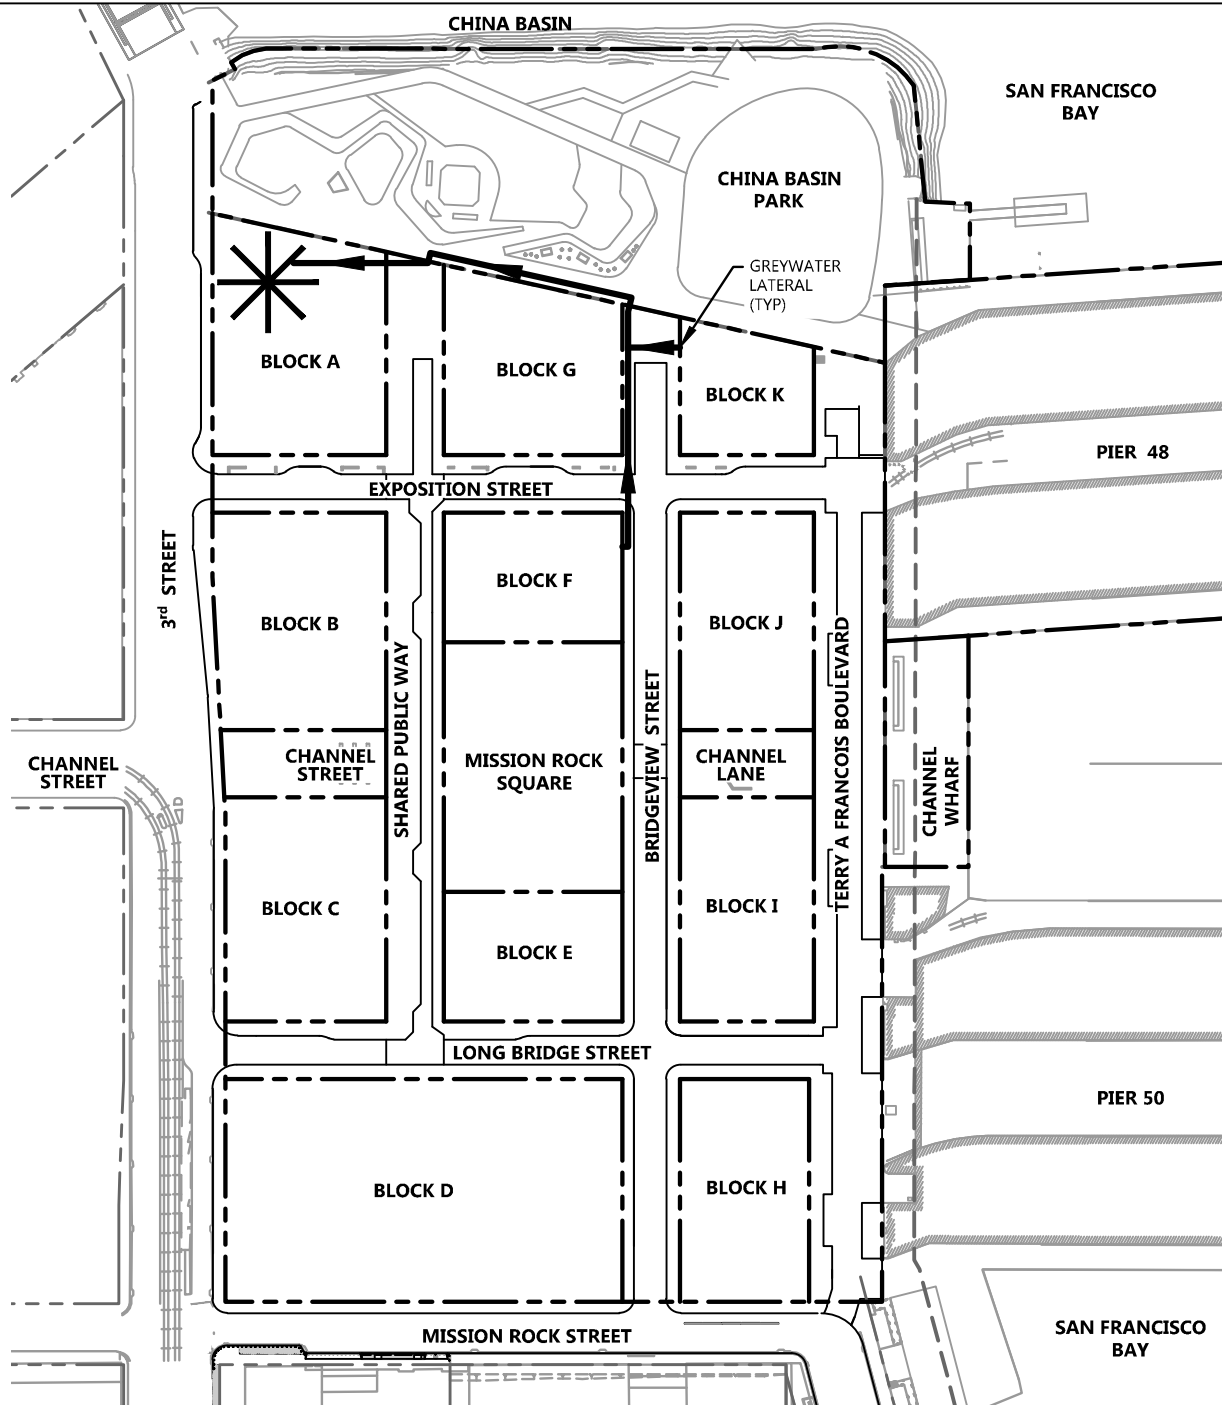 CHINA BASIN
SAN FRANCISCO
BAY
CHINA BASIN
PARK
GREYWATER
LATERAL
(TYP)
BLOCK A
BLOCK G
BLOCK K
PIER 48
EXPOSITION STREET
3rd STREET
BLOCK F
BLOCK B
BLOCK J
SHARED PUBLIC WAY
BRIDGEVIEW STREET
TERRY A FRANCOIS BOULEVARD
CHANNEL
STREET
CHANNEL
STREET
MISSION ROCK
SQUARE
CHANNEL
LANE
CHANNEL
WHARF
BLOCK C
BLOCK I
BLOCK E
LONG BRIDGE STREET
PIER 50
BLOCK D
BLOCK H
MISSION ROCK STREET
SAN FRANCISCO
BAY